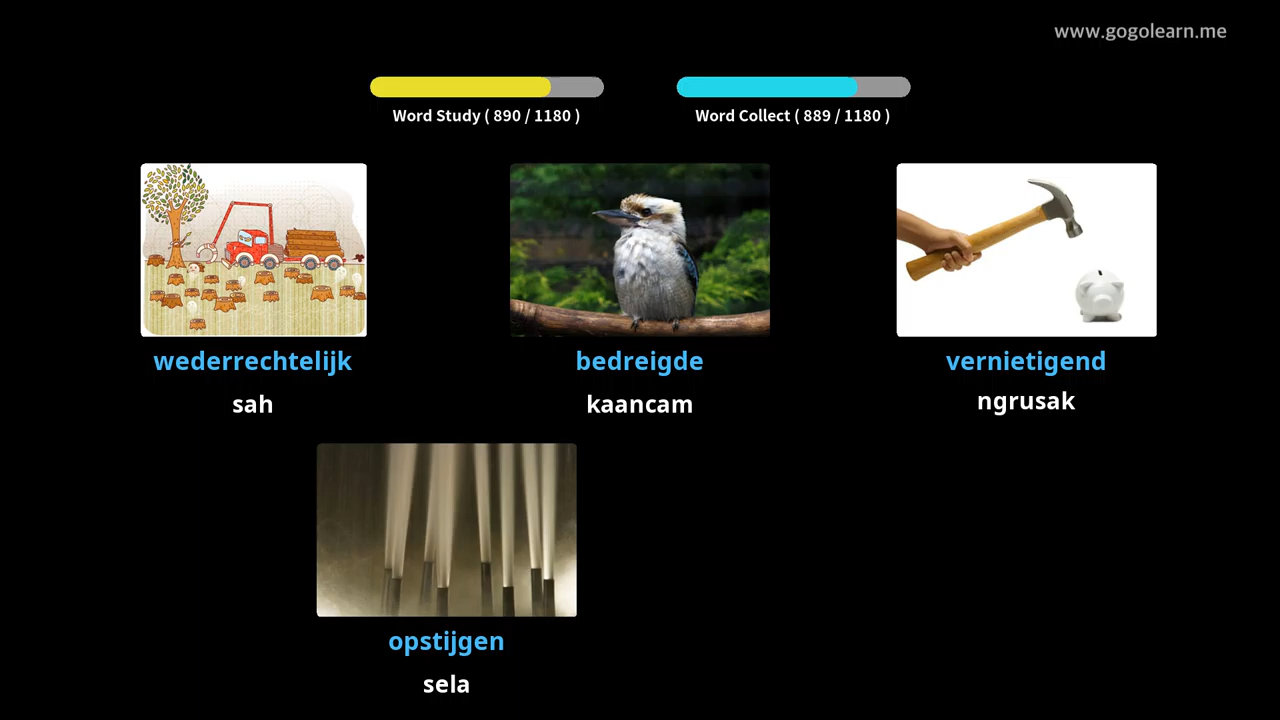 www.gogolearn.me
Word Study ( 890 / 1180 )
Word Collect ( 889 / 1180 )
wederrechtelijk
sah
bedreigde
kaancam
vernietigend
ngrusak
opstijgen
sela